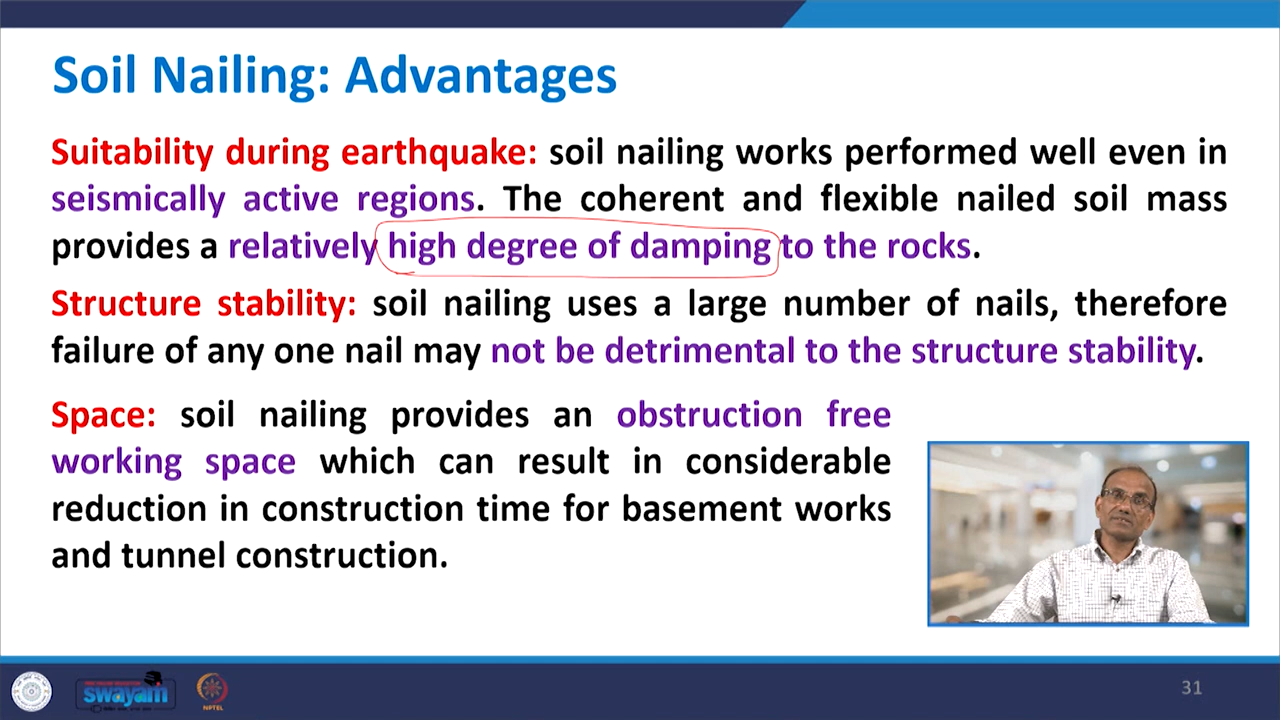 Soil Nailing: Advantages
Suitability during earthquake: soil nailing works performed well even in
seismically active regions. The coherent and flexible nailed soil mass
provides a relatively high degree of damping to the rocks.
Structure stability: soil nailing uses a large number of nails, therefore
failure of any one nail may not be detrimental to the structure stability.
Space: soil nailing provides an obstruction free
working space which can result in considerable
reduction in construction time for basement works
and tunnel construction.
swayam
NPTEL
31